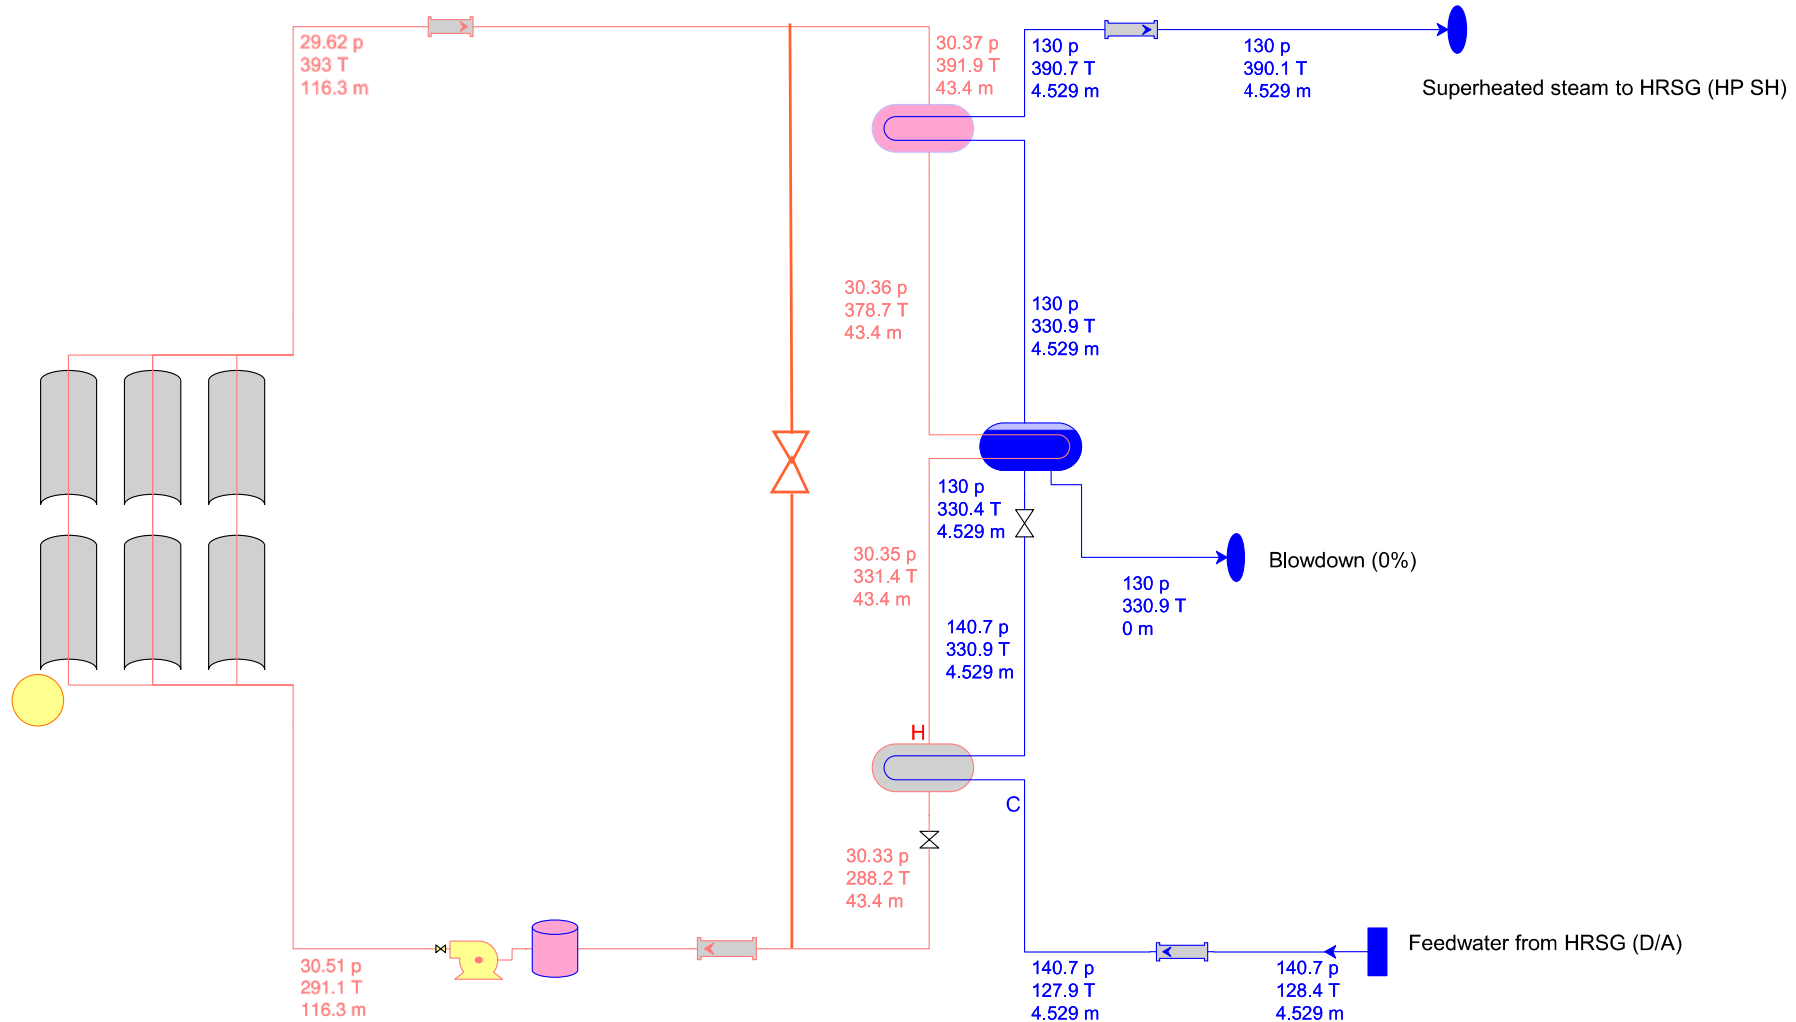 29.62 p
393 T
116.3 m
30.37 p
391.9 T
43.4 m
130 p
390.7 T
4.529 m
130 p
390.1 T
4.529 m
Superheated steam to HRSG (HP SH)
30.36 p
378.7 T
43.4 m
130 p
330.9 T
4.529 m
130 p
330.4 T
4.529 m
30.35 p
331.4 T
43.4 m
Blowdown (0%)
130 p
330.9 T
0 m
140.7 p
330.9 T
4.529 m
H
C
30.33 p
288.2 T
43.4 m
Feedwater from HRSG (D/A)
30.51 p
291.1 T
116.3 m
140.7 p
127.9 T
4.529 m
140.7 p
128.4 T
4.529 m